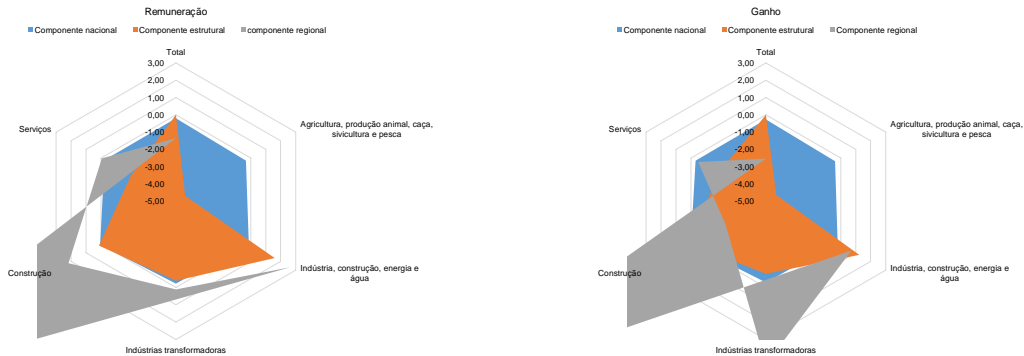 Remuneração
Componente nacional Componente estrutural componente regional
Total
3,00
2,00
1,00
0,00
-1,00
-2,00
-3,00
-4,00
-5,00
Serviços
Agricultura, produção animal, caça,
sivicultura e pesca
Construção
Indústria, construção, energia e
água
Indústrias transformadoras
Ganho
Componente nacional Componente estrutural Componente regional
Total
3,00
2,00
1,00
0,00
-1,00
-2,00
-3,00
-4,00
-5,00
Serviços
Agricultura, produção animal, caça,
sivicultura e pesca
Construção
Indústria, construção, energia e
água
Indústrias transformadoras